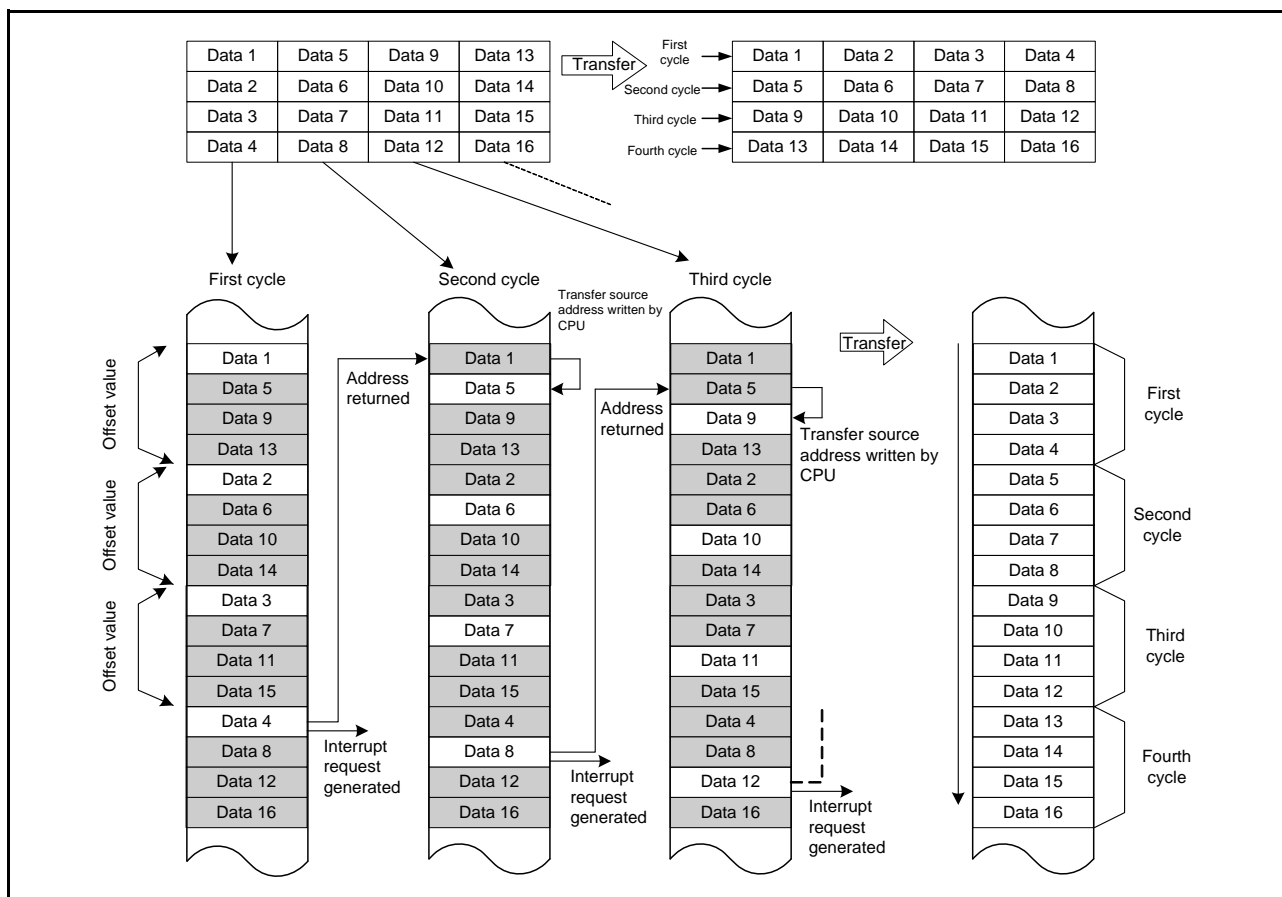 Data 1 Data 5 Data 9 Data 13
Data 2 Data 6 Data 10 Data 14
Data 3 Data 7 Data 11 Data 15
Data 4 Data 8 Data 12 Data 16
Transfer
First
cycle
Second cycle
Third cycle
Fourth cycle
Data 1 Data 2 Data 3 Data 4
Data 5 Data 6 Data 7 Data 8
Data 9 Data 10 Data 11 Data 12
Data 13 Data 14 Data 15 Data 16
First cycle
Offset value
Offset value
Offset value
Data 1
Data 5
Data 9
Data 13
Data 2
Data 6
Data 10
Data 14
Data 3
Data 7
Data 11
Data 15
Data 4
Data 8
Data 12
Data 16
Address
returned
Interrupt
request
generated
Second cycle
Transfer source
address written by
CPU
Data 1
Data 5
Data 9
Data 13
Data 2
Data 6
Data 10
Data 14
Data 3
Data 7
Data 11
Data 15
Data 4
Data 8
Data 12
Data 16
Address
returned
Interrupt
request
generated
Third cycle
Data 1
Data 5
Data 9
Data 13
Data 2
Data 6
Data 10
Data 14
Data 3
Data 7
Data 11
Data 15
Data 4
Data 8
Data 12
Data 16
Transfer source
address written by
CPU
Interrupt
request
generated
Transfer
Data 1
Data 2
Data 3
Data 4
Data 5
Data 6
Data 7
Data 8
Data 9
Data 10
Data 11
Data 12
Data 13
Data 14
Data 15
Data 16
First
cycle
Second
cycle
Third
cycle
Fourth
cycle